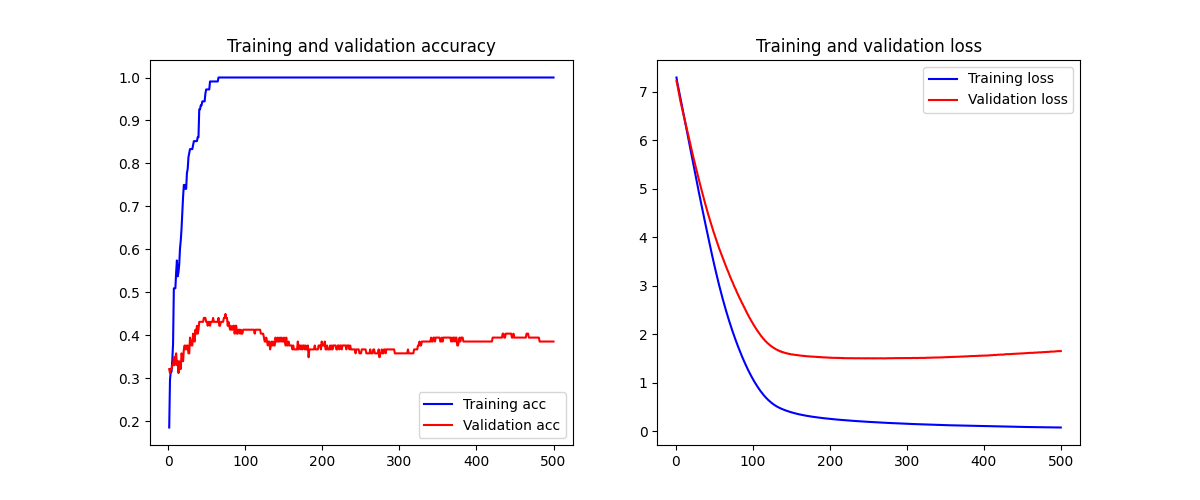 Training and validation accuracy
1.0
0.9
0.8
0.7
0.6
0.5
0.4
0.3
0.2
0 100 200 300 400 500
Training acc
Validation acc
Training and validation loss
7
6
5
4
3
2
1
0
0 100 200 300 400 500
Training loss
Validation loss